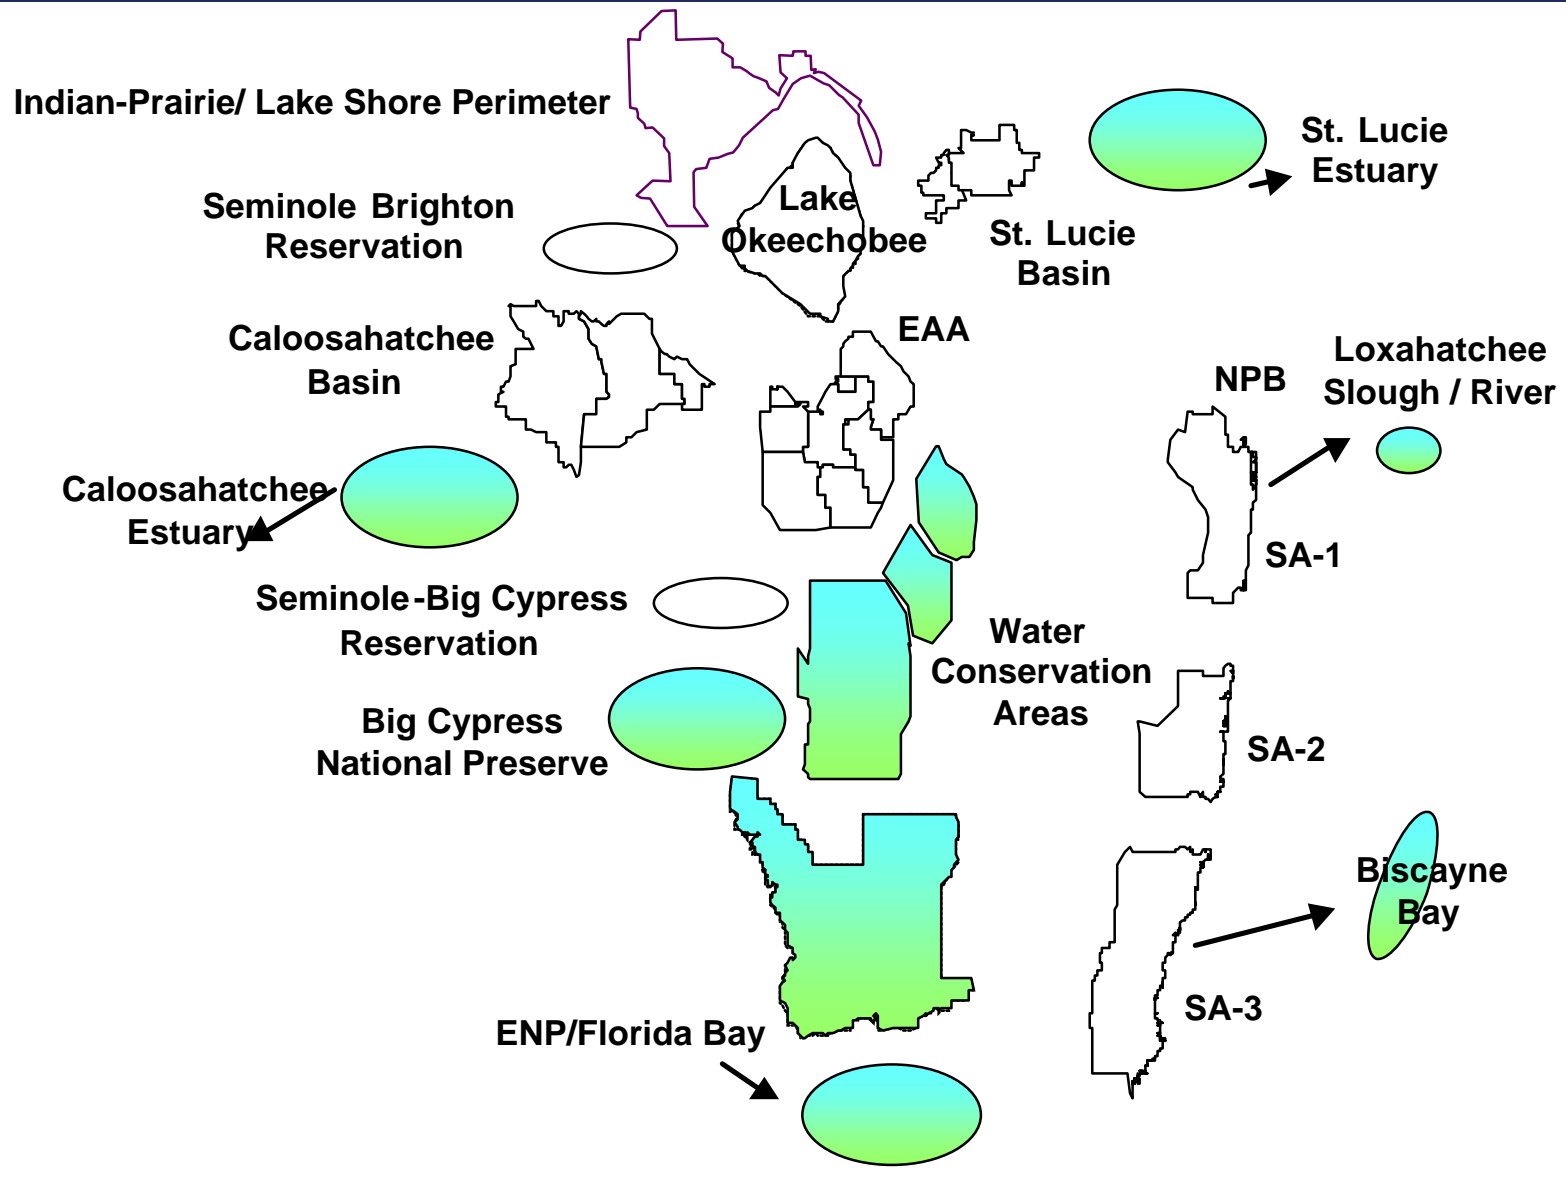 Indian-Prairie/ Lake Shore Perimeter
St. Lucie
Estuary
Seminole Brighton
Reservation
Lake
Okeechobee
St. Lucie
Basin
Caloosahatchee
Basin
EAA
NPB
Loxahatchee
Slough / River
Caloosahatchee
Estuary
SA-1
Seminole-Big Cypress
Reservation
Water
Conservation
Areas
Big Cypress
National Preserve
SA-2
Biscayne
Bay
SA-3
ENP/Florida Bay